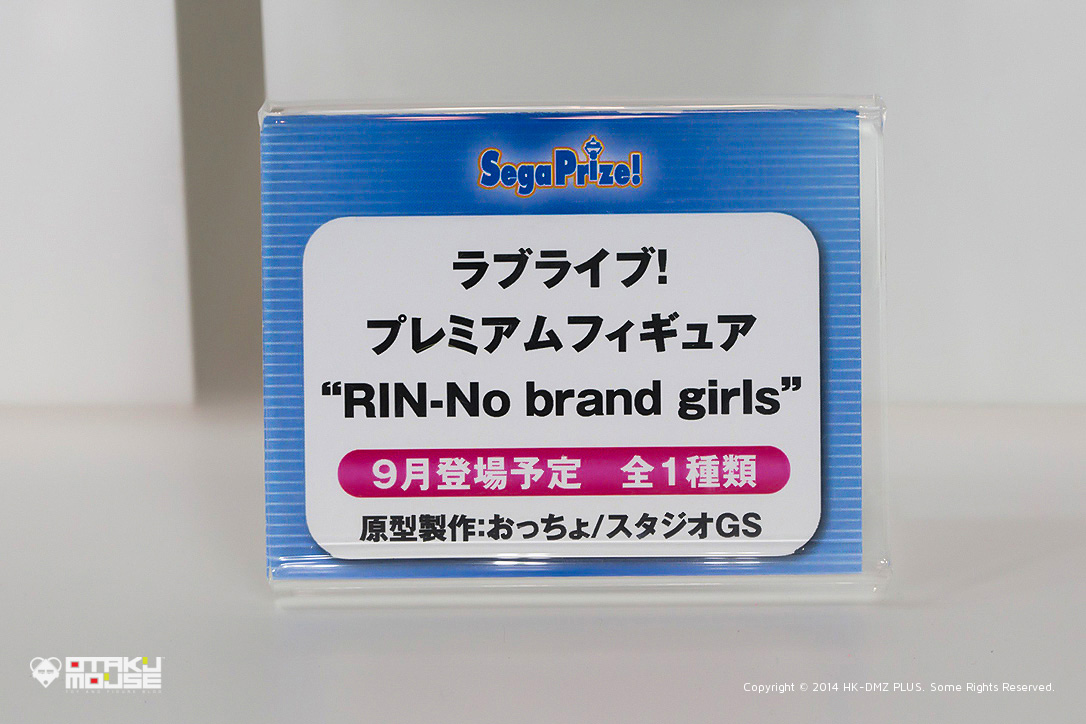 Sega Prize!
ラブライブ!
プレミアムフィギュア
“RIN-No brand girls”
9月登場予定　全1種類
原型製作:おっちょ/スタジオGS
OTAKU
MOUSE
Copyright © 2014 HK-DMZ PLUS. Some Rights Reserved.